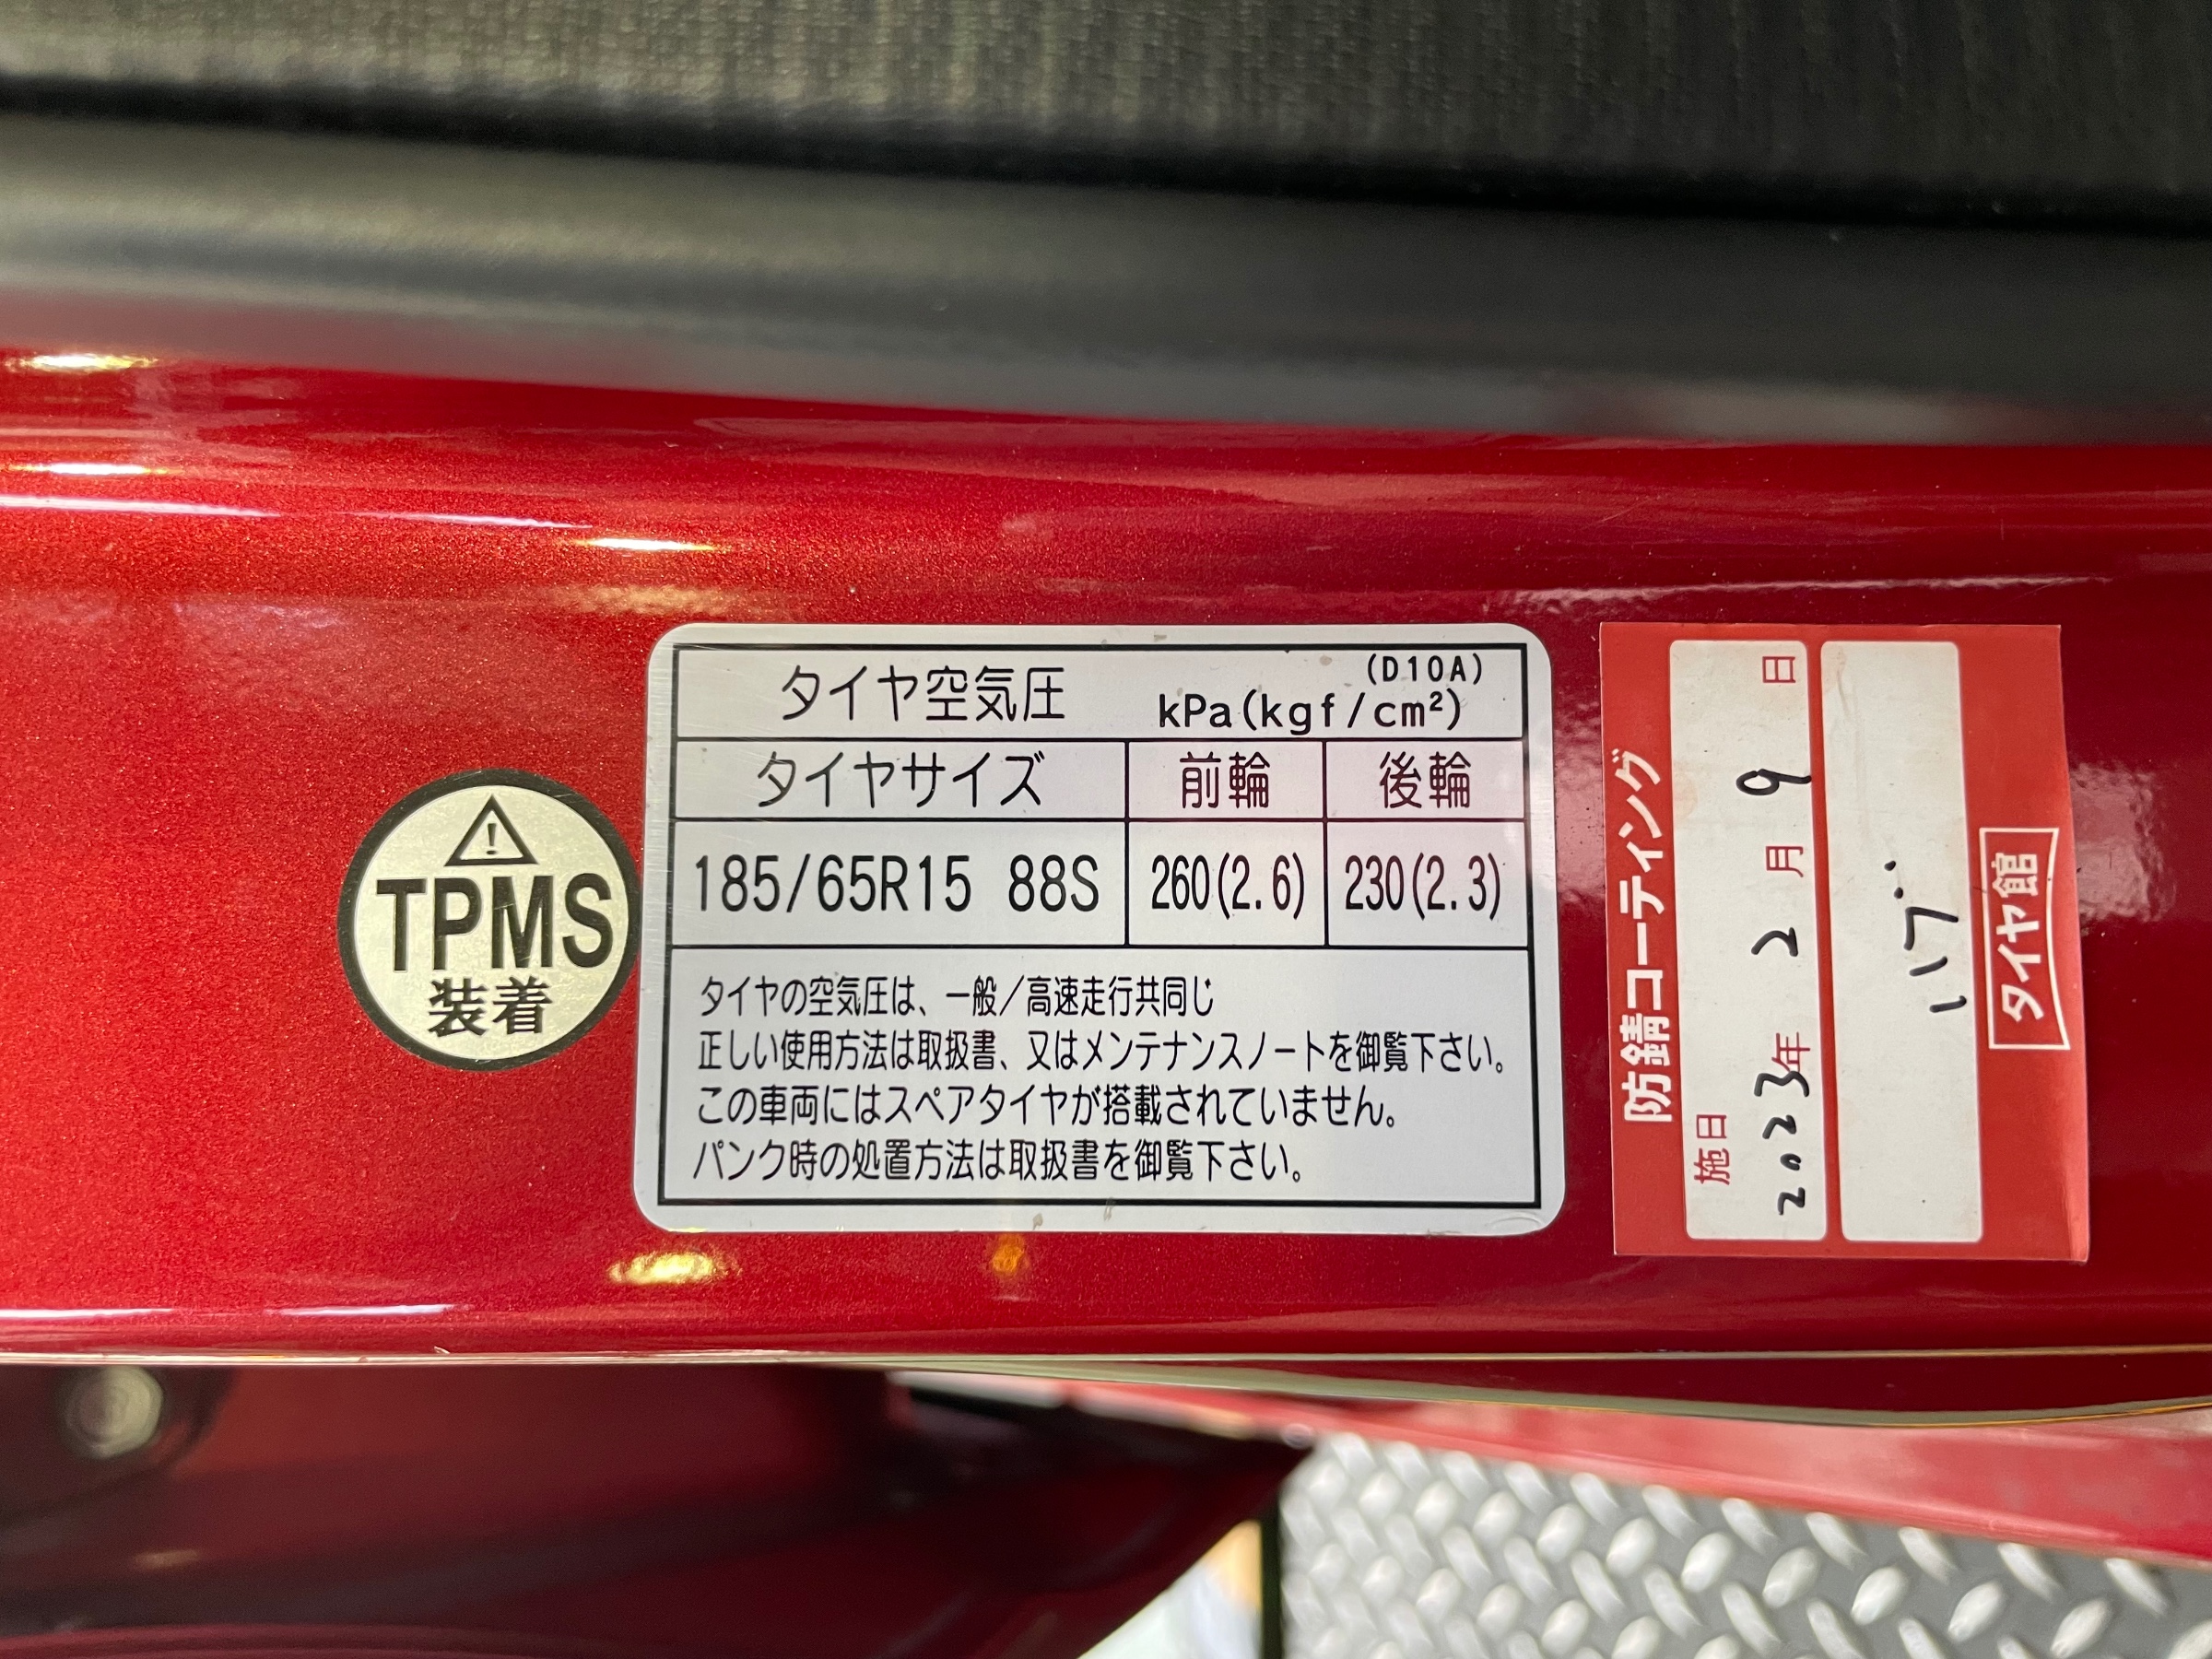 TPMS
装着
タイヤ空気圧 (D10A) kPa(kgf/cm²)
タイヤサイズ 前輪 後輪
185/65R15 88S 260(2.6) 230(2.3)
タイヤの空気圧は、一般/高速走行共同じ
正しい使用方法は取扱書、又はメンテナンスノートを御覧下さい。
この車両にはスペアタイヤが搭載されていません。
パンク時の処置方法は取扱書を御覧下さい。
防錆コーティング
施日
2023年 2月 9日
ハブ
タイヤ館